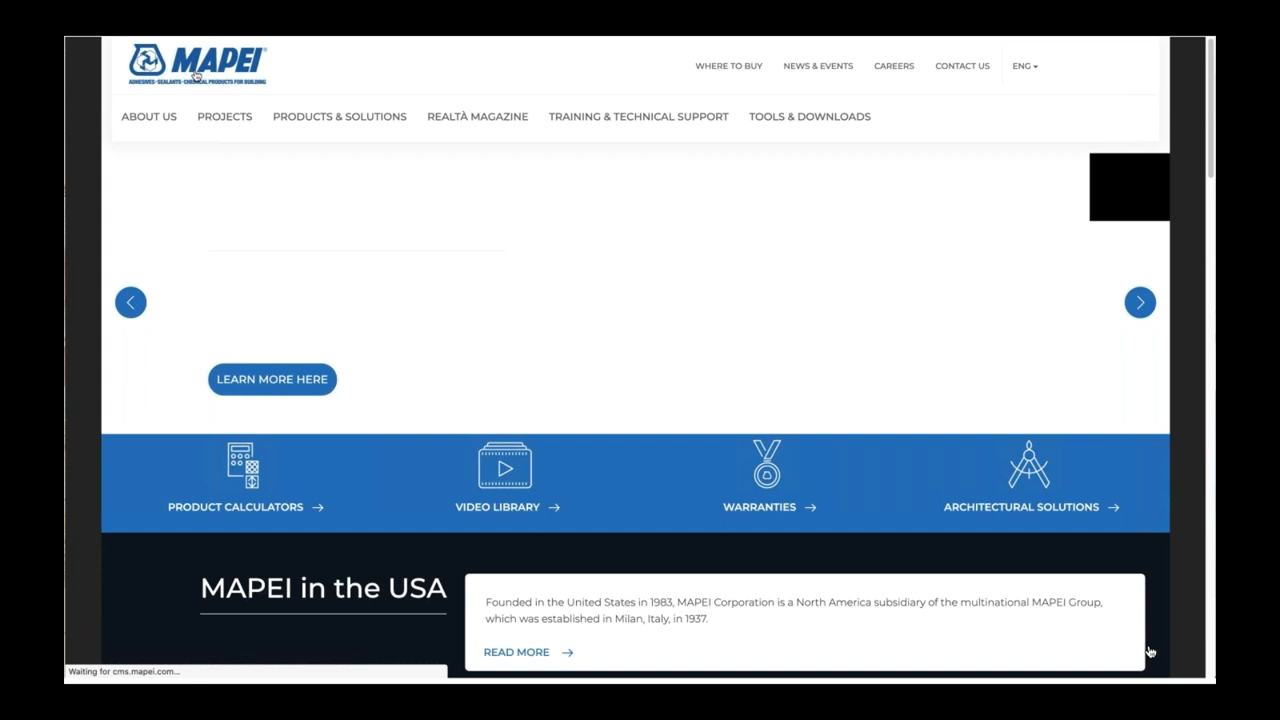 MAPEI®
ADHESIVES · SEALANTS · CHEMICAL PRODUCTS FOR BUILDING
WHERE TO BUY
NEWS & EVENTS
CAREERS
CONTACT US
ENG
ABOUT US
PROJECTS
PRODUCTS & SOLUTIONS
REALTÀ MAGAZINE
TRAINING & TECHNICAL SUPPORT
TOOLS & DOWNLOADS
LEARN MORE HERE
PRODUCT CALCULATORS
VIDEO LIBRARY
WARRANTIES
ARCHITECTURAL SOLUTIONS
MAPEI in the USA
Founded in the United States in 1983, MAPEI Corporation is a North America subsidiary of the multinational MAPEI Group,
which was established in Milan, Italy, in 1937.
READ MORE
Waiting for cms.mapei.com...